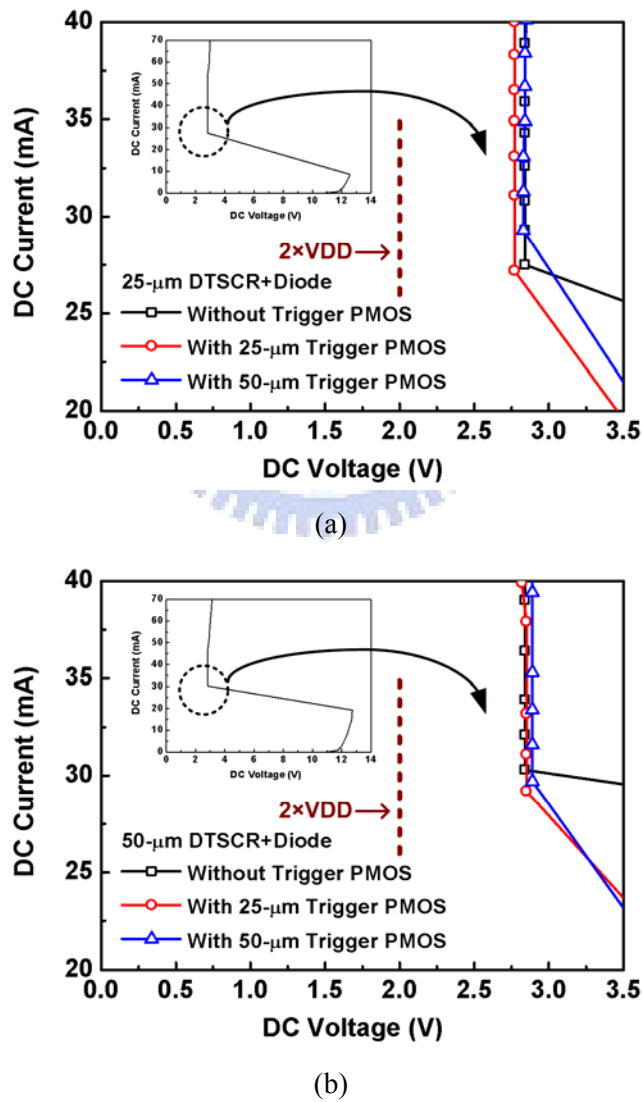 40
35
30
25
20
DC Current (mA)
70
60
50
40
30
20
10
0
DC Current (mA)
0 2 4 6 8 10 12 14
DC Voltage (V)
2×VDD
25-μm DTSCR+Diode
Without Trigger PMOS
With 25-μm Trigger PMOS
With 50-μm Trigger PMOS
0.0 0.5 1.0 1.5 2.0 2.5 3.0 3.5
DC Voltage (V)
(a)
40
35
30
25
20
DC Current (mA)
70
60
50
40
30
20
10
0
DC Current (mA)
0 2 4 6 8 10 12 14
DC Voltage (V)
2×VDD
50-μm DTSCR+Diode
Without Trigger PMOS
With 25-μm Trigger PMOS
With 50-μm Trigger PMOS
0.0 0.5 1.0 1.5 2.0 2.5 3.0 3.5
DC Voltage (V)
(b)